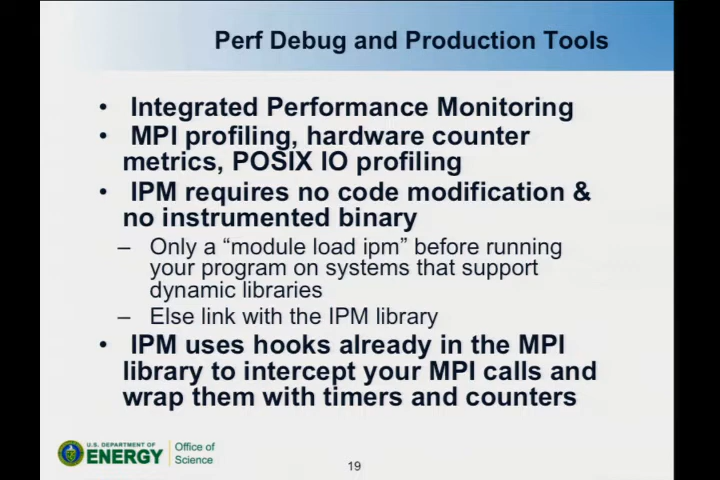 Perf Debug and Production Tools
• Integrated Performance Monitoring
• MPI profiling, hardware counter
metrics, POSIX IO profiling
• IPM requires no code modification &
no instrumented binary
– Only a “module load ipm” before running
your program on systems that support
dynamic libraries
– Else link with the IPM library
• IPM uses hooks already in the MPI
library to intercept your MPI calls and
wrap them with timers and counters
U.S. DEPARTMENT OF
ENERGY
Office of
Science
19